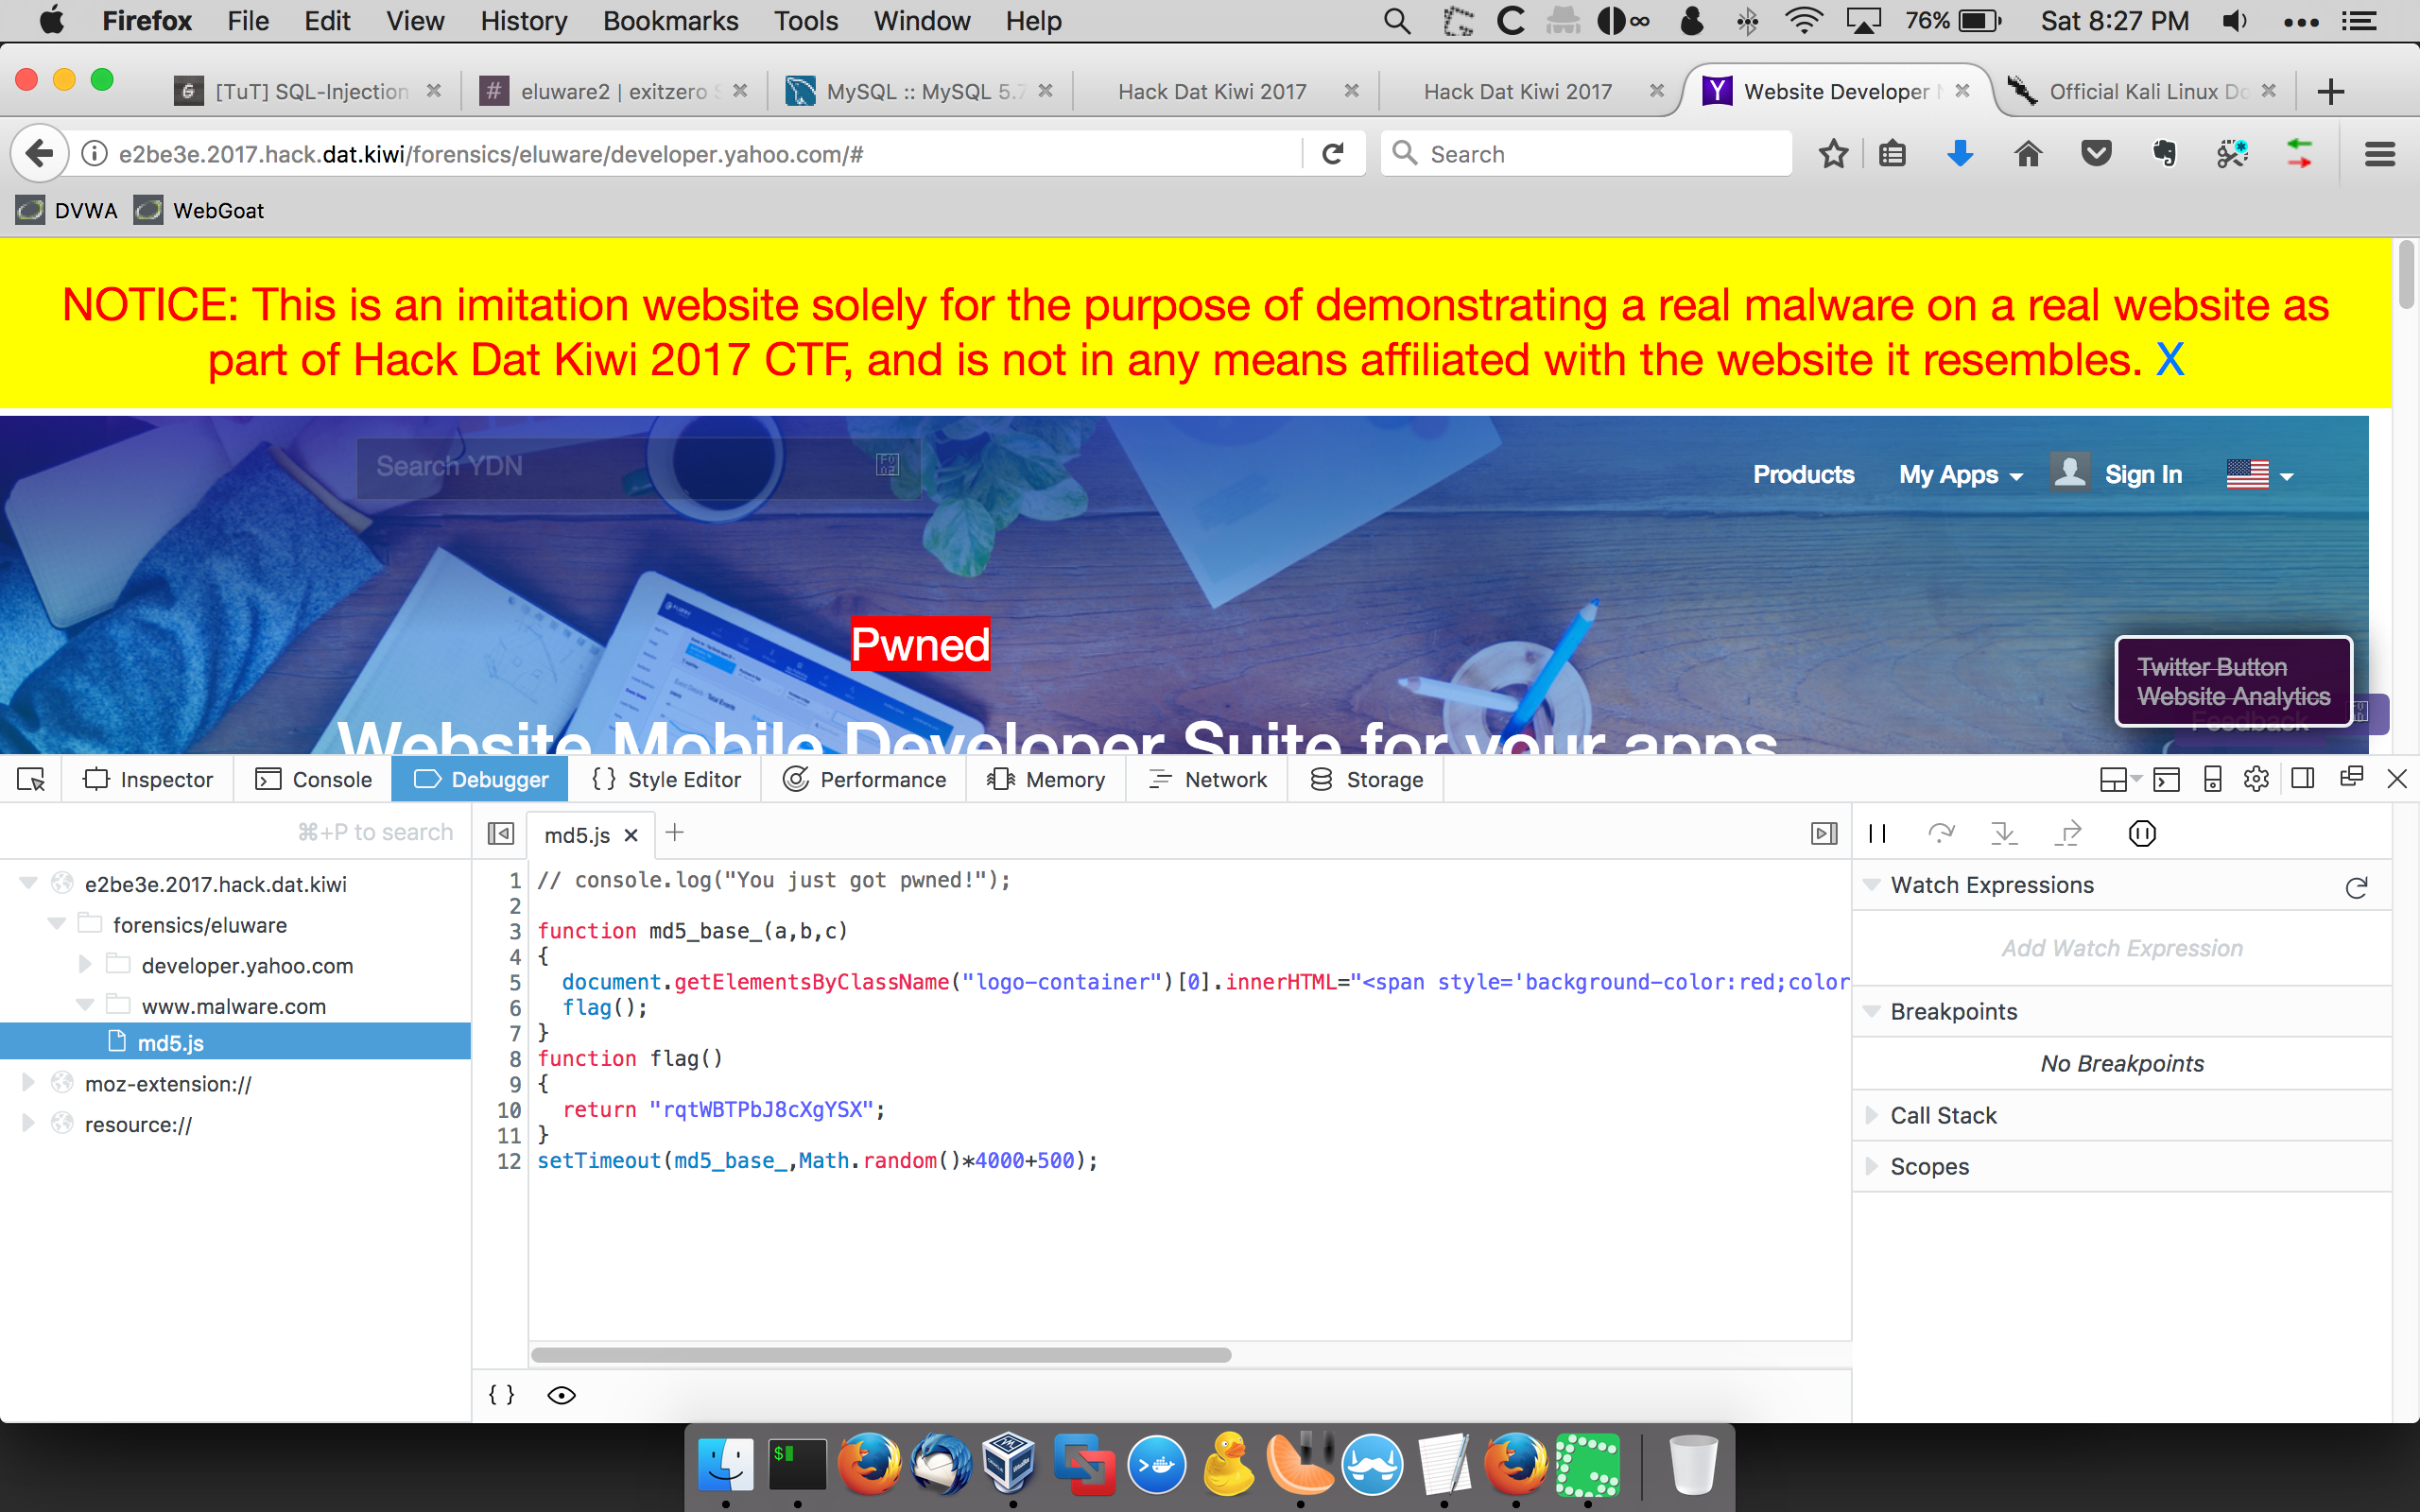 Firefox File Edit View History Bookmarks Tools Window Help 76% Sat 8:27 PM
[TuT] SQL-Injection eluware2 | exitzero MySQL :: MySQL 5.7 Hack Dat Kiwi 2017 Hack Dat Kiwi 2017 Website Developer Official Kali Linux Do
e2be3e.2017.hack.dat.kiwi/forensics/eluware/developer.yahoo.com/# Search
DVWA WebGoat
NOTICE: This is an imitation website solely for the purpose of demonstrating a real malware on a real website as
part of Hack Dat Kiwi 2017 CTF, and is not in any means affiliated with the website it resembles. X
Search YDN Products My Apps Sign In
Pwned
Twitter Button
Website Analytics
Feedback
Website Mobile Developer Suite for your apps
Inspector Console Debugger { } Style Editor Performance Memory Network Storage
⌘+P to search md5.js
e2be3e.2017.hack.dat.kiwi
forensics/eluware
developer.yahoo.com
www.malware.com
md5.js
moz-extension://
resource://
1 // console.log("You just got pwned!");
2
3 function md5_base_(a,b,c)
4 {
5 document.getElementsByClassName("logo-container")[0].innerHTML="<span style='background-color:red;color
6 flag();
7 }
8 function flag()
9 {
10 return "rqtWBTPbJ8cXgYSX";
11 }
12 setTimeout(md5_base_,Math.random()*4000+500);
{ }
Watch Expressions
Add Watch Expression
Breakpoints
No Breakpoints
Call Stack
Scopes